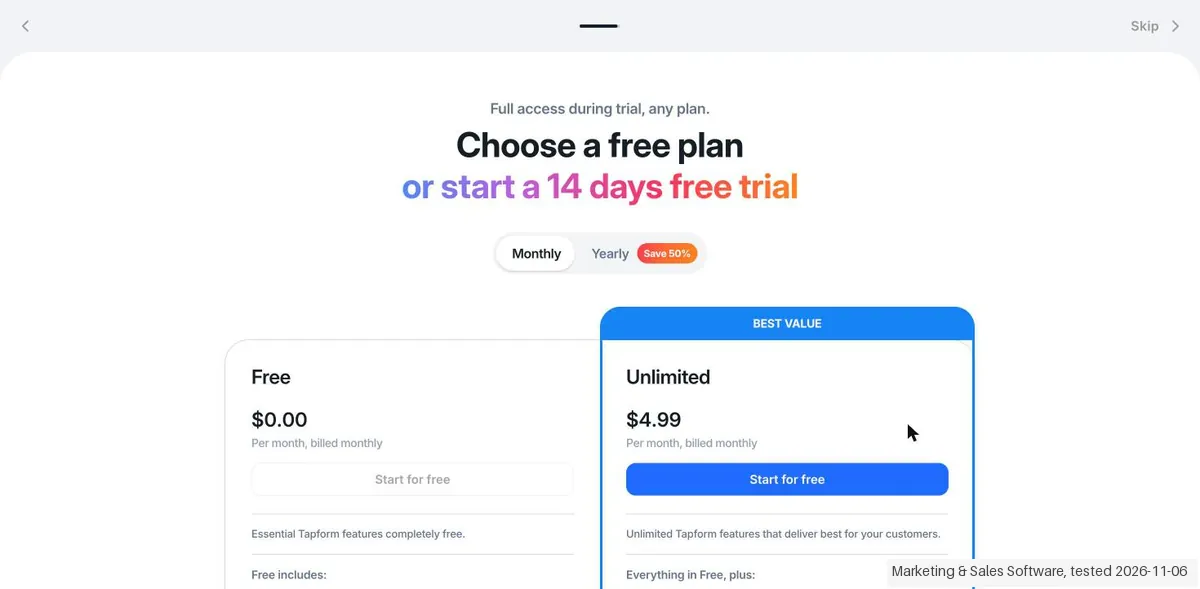 Skip
Full access during trial, any plan.
Choose a free plan
or start a 14 days free trial
Monthly
Yearly
Save 50%
BEST VALUE
Free
$0.00
Per month, billed monthly
Start for free
Essential Tapform features completely free.
Free includes:
Unlimited
$4.99
Per month, billed monthly
Start for free
Unlimited Tapform features that deliver best for your customers.
Everything in Free, plus:
Marketing & Sales Software, tested 2026-11-06